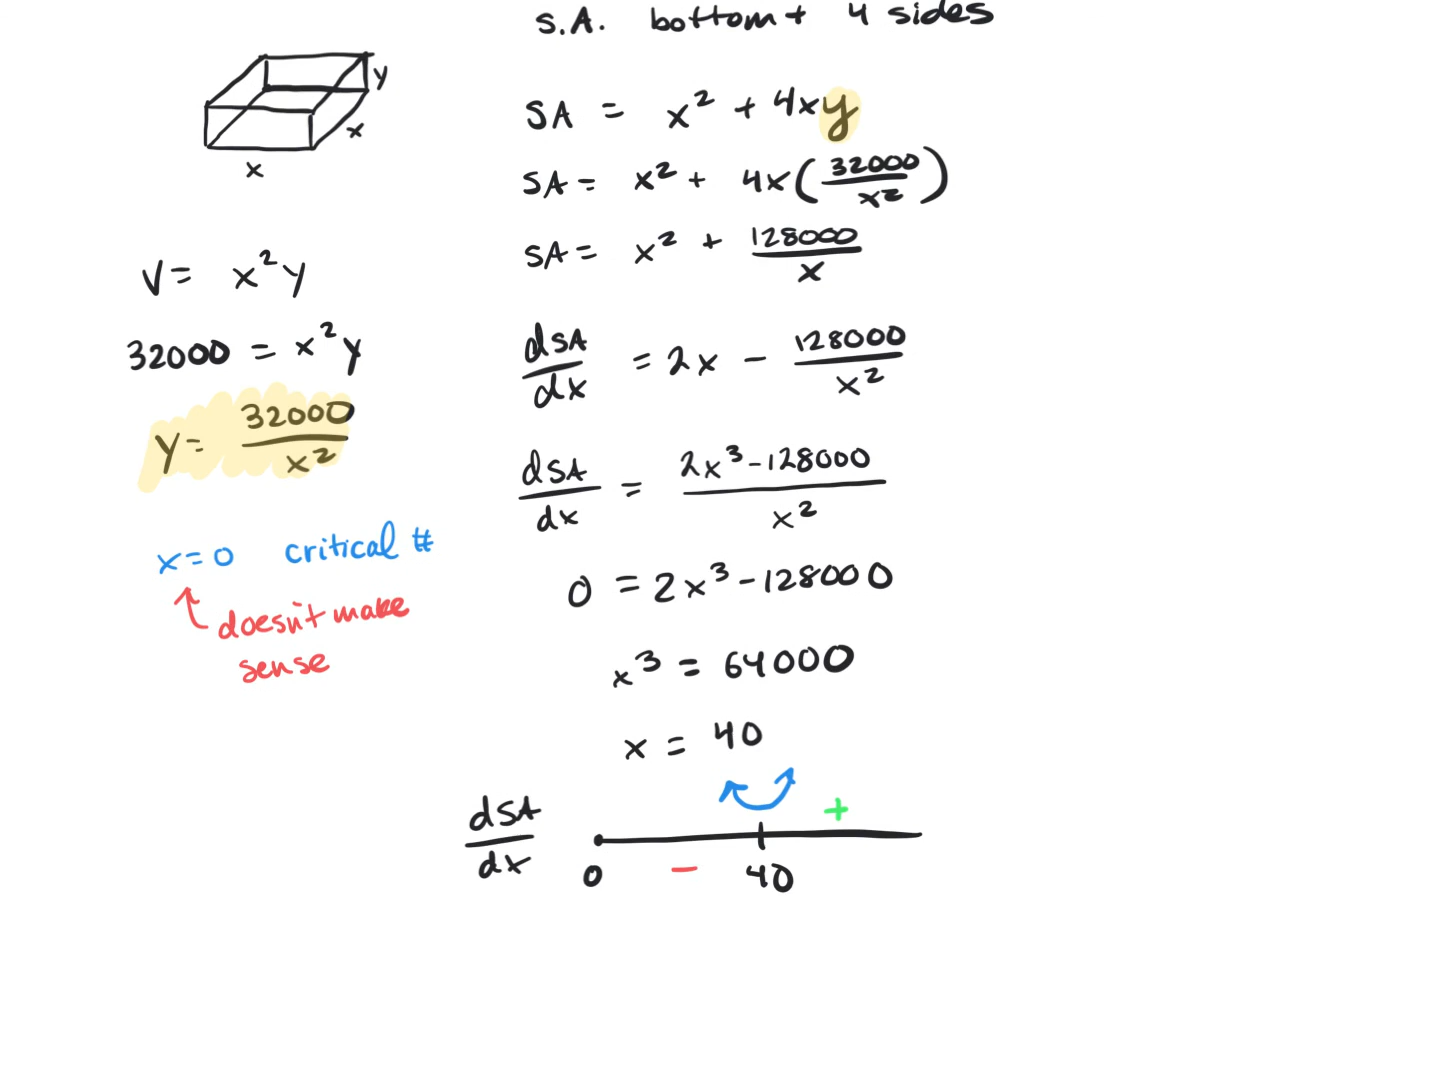 S.A. bottom + 4 sides
y
x
x
SA = x² + 4xy
SA = x² + 4x(32000/x²)
SA = x² + 128000/x
V = x²y
32000 = x²y
y = 32000/x²
x = 0 critical #
doesn't make
sense
dSA/dx = 2x - 128000/x²
dSA/dx = 2x³-128000/x²
0 = 2x³-128000
x³ = 64000
x = 40
+
dSA/dx
0 - 40